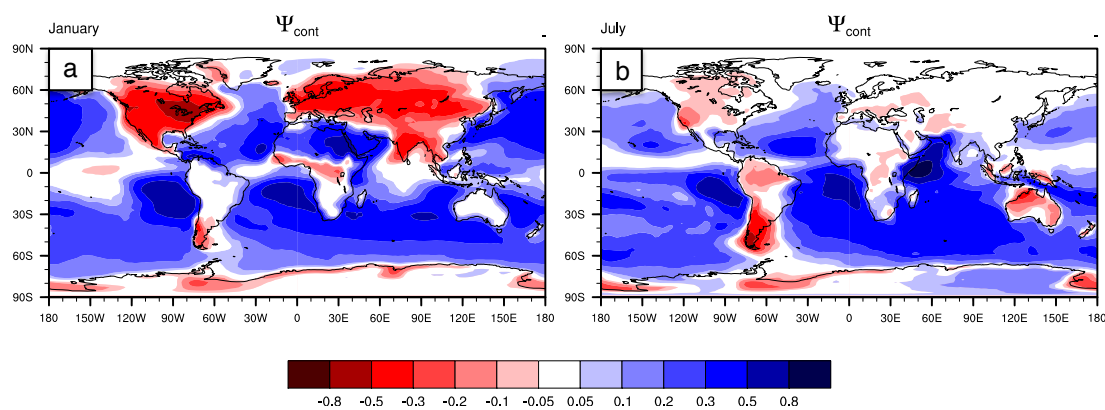 January Ψcont July Ψcont
a b
90N 90N
60N 60N
30N 30N
0 0
30S 30S
60S 60S
90S 90S
180 150W 120W 90W 60W 30W 0 30E 60E 90E 120E 150E 180 180 150W 120W 90W 60W 30W 0 30E 60E 90E 120E 150E 180
-0.8 -0.5 -0.3 -0.2 -0.1 -0.05 0.05 0.1 0.2 0.3 0.5 0.8